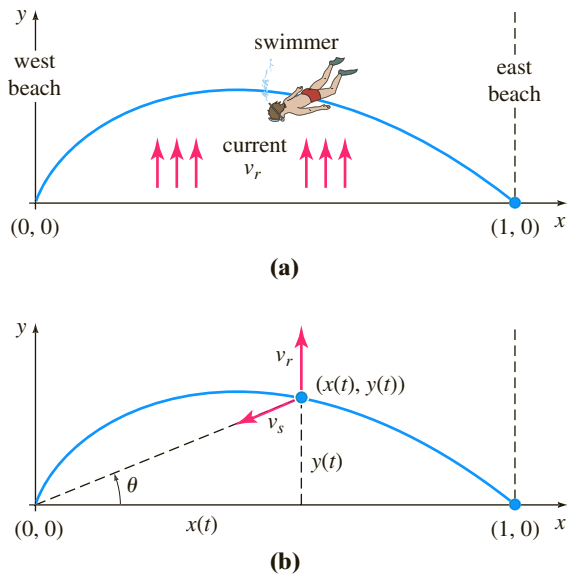 y
west
beach
swimmer
east
beach
current
v_r
(0, 0)
(1, 0)
x
(a)
y
v_r
(x(t), y(t))
v_s
y(t)
θ
(0, 0)
x(t)
(1, 0)
x
(b)